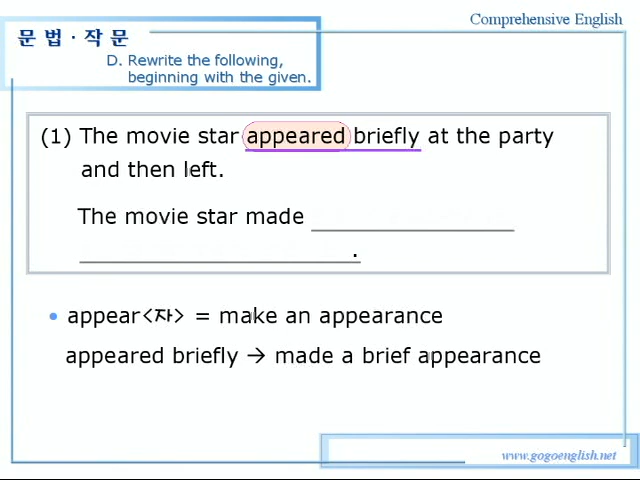 Comprehensive English
문 법 · 작 문
D. Rewrite the following,
beginning with the given.
(1) The movie star appeared briefly at the party
and then left.
The movie star made
.
• appear<자> = make an appearance
appeared briefly → made a brief appearance
www.gogoenglish.net